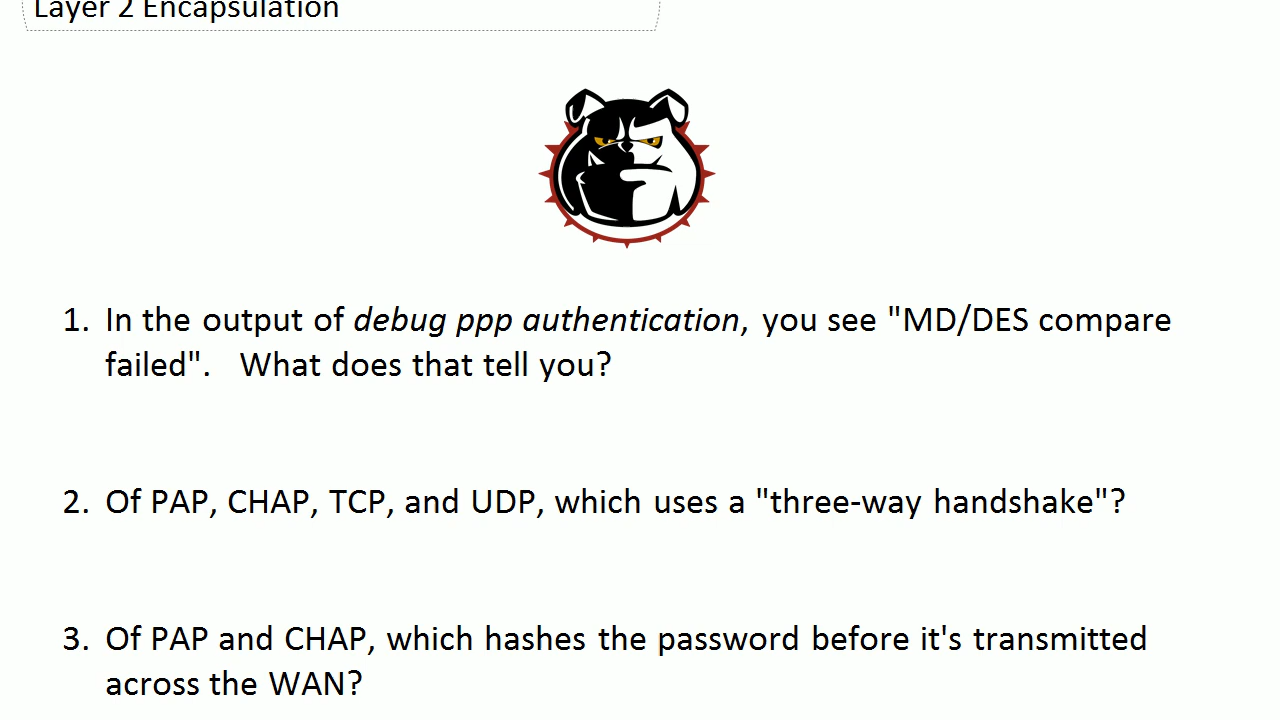 Layer 2 Encapsulation
1. In the output of debug ppp authentication, you see "MD/DES compare
failed". What does that tell you?
2. Of PAP, CHAP, TCP, and UDP, which uses a "three-way handshake"?
3. Of PAP and CHAP, which hashes the password before it's transmitted
across the WAN?